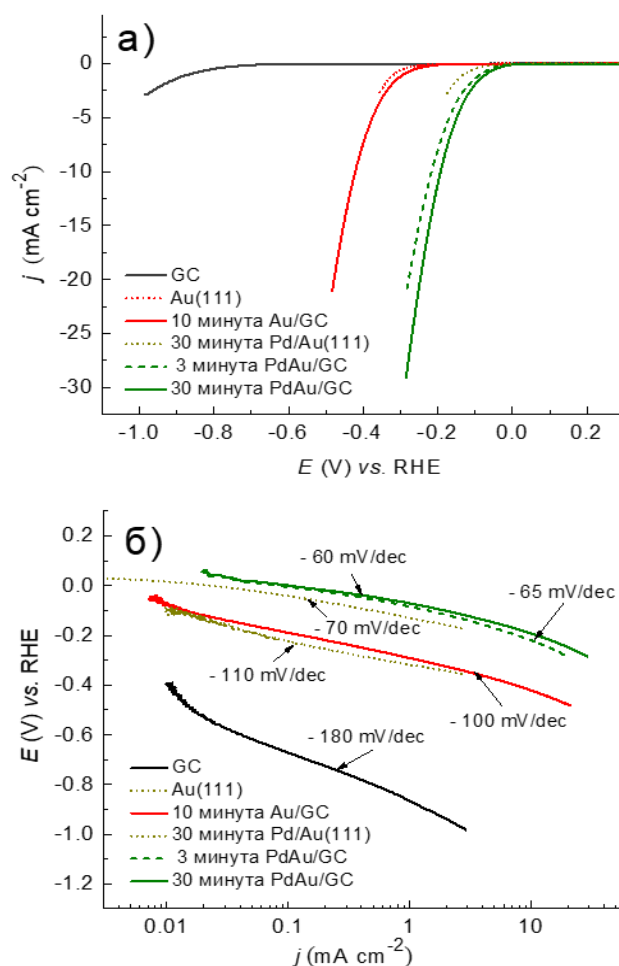 а)
0
-5
-10
-15
-20
-25
-30
j (mA cm-2)
GC
Au(111)
10 минута Au/GC
30 минута Pd/Au(111)
3 минута PdAu/GC
30 минута PdAu/GC
-1.0 -0.8 -0.6 -0.4 -0.2 0.0 0.2
E (V) vs. RHE
б)
0.2
0.0
-0.2
-0.4
-0.6
-0.8
-1.0
-1.2
E (V) vs. RHE
- 60 mV/dec
- 65 mV/dec
- 70 mV/dec
- 110 mV/dec
- 100 mV/dec
- 180 mV/dec
GC
Au(111)
10 минута Au/GC
30 минута Pd/Au(111)
3 минута PdAu/GC
30 минута PdAu/GC
0.01 0.1 1 10
j (mA cm-2)